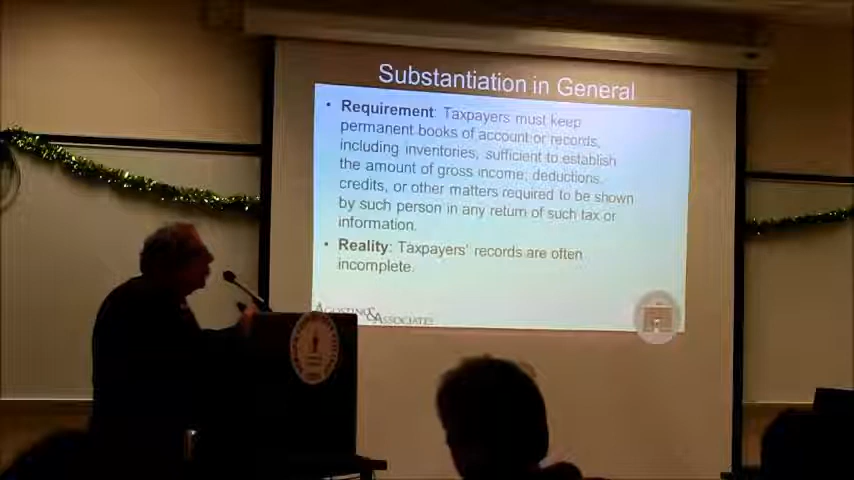 Substantiation in General
• Requirement: Taxpayers must keep
permanent books of account or records,
including inventories, sufficient to establish
the amount of gross income, deductions,
credits, or other matters required to be shown
by such person in any return of such tax or
information.
• Reality: Taxpayers' records are often
incomplete.
AGOSTINO & ASSOCIATES